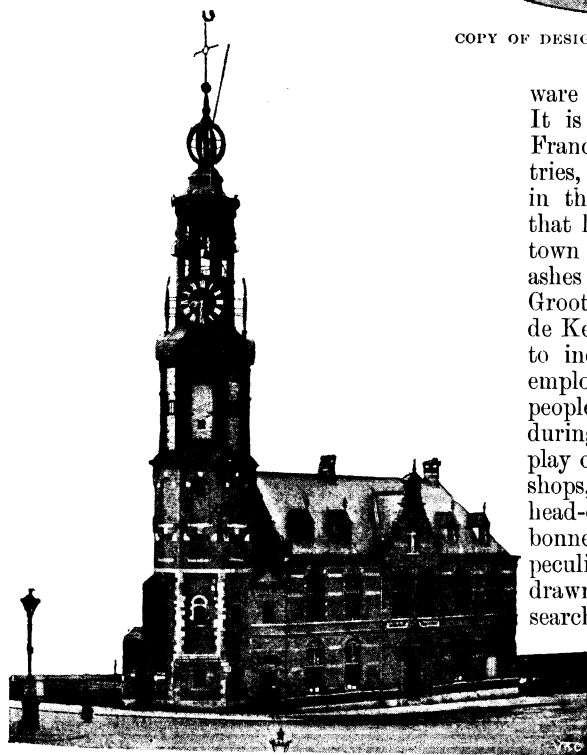 COPY OF DESIG
ware
It is
Franc
tries,
in th
that h
town
ashes
Groot
de Ke
to inc
emplo
people
during
play o
shops,
head-
bonne
peculi
drawn
search